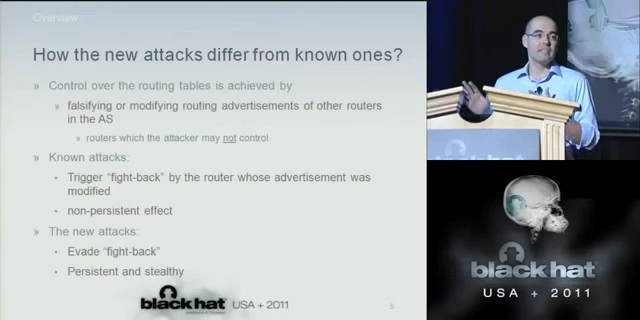 Overview
How the new attacks differ from known ones?
» Control over the routing tables is achieved by
» falsifying or modifying routing advertisements of other routers
in the AS
» routers which the attacker may not control
» Known attacks:
• Trigger “fight-back” by the router whose advertisement was
modified
• non-persistent effect
» The new attacks:
• Evade “fight-back”
• Persistent and stealthy
black hat USA + 2011
5
black hat
USA + 2011